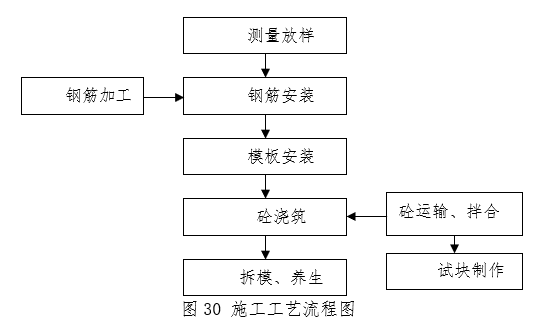 测量放样
钢筋加工
钢筋安装
模板安装
砼浇筑
砼运输、拌合
拆模、养生
试块制作
图 30 施工工艺流程图